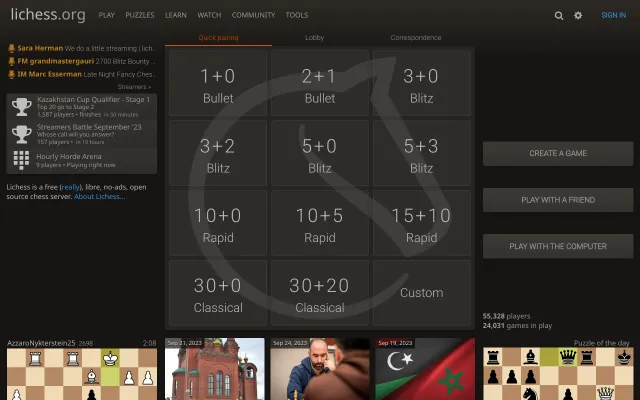 lichess.org PLAY PUZZLES LEARN WATCH COMMUNITY TOOLS SIGN IN
Sara Herman We do a little streaming | lich…
FM grandmastergauri 2700 Blitz Bounty …
IM Marc Esserman Late Night Fancy Ches…
Streamers »
Kazakhstan Cup Qualifier - Stage 1
Top 20 go to Stage 2
1,587 players • finishes in 50 minutes
Streamers Battle September '23
Whose call will you answer?
157 players • in 10 hours
Hourly Horde Arena
9 players • Playing right now
Lichess is a free (really), libre, no-ads, open
source chess server. About Lichess...
Quick pairing Lobby Correspondence
1+0
Bullet
2+1
Bullet
3+0
Blitz
3+2
Blitz
5+0
Blitz
5+3
Blitz
10+0
Rapid
10+5
Rapid
15+10
Rapid
30+0
Classical
30+20
Classical
Custom
CREATE A GAME
PLAY WITH A FRIEND
PLAY WITH THE COMPUTER
55,328 players
24,031 games in play
AzzaroNykterstein25 2698 2:08
Sep 21, 2023
Sep 24, 2023
Sep 19, 2023
Puzzle of the day